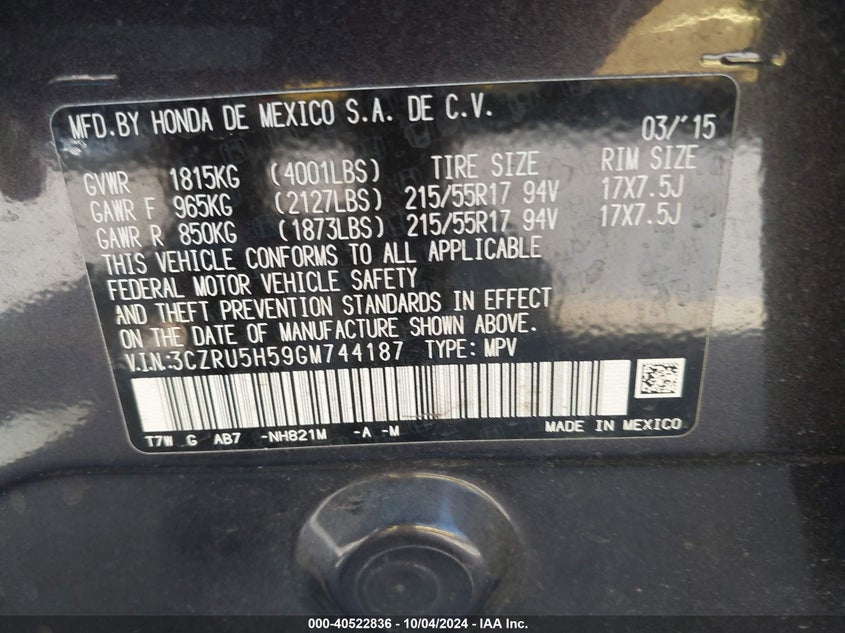 MFD.BY HONDA DE MEXICO S.A. DE C.V. 03/'15
GVWR 1815KG (4001LBS) TIRE SIZE RIM SIZE
GAWR F 965KG (2127LBS) 215/55R17 94V 17X7.5J
GAWR R 850KG (1873LBS) 215/55R17 94V 17X7.5J
THIS VEHICLE CONFORMS TO ALL APPLICABLE
FEDERAL MOTOR VEHICLE SAFETY
AND THEFT PREVENTION STANDARDS IN EFFECT
ON THE DATE OF MANUFACTURE SHOWN ABOVE.
V.I.N.:3CZRU5H59GM744187 TYPE: MPV
T7W G AB7 -NH821M -A -M MADE IN MEXICO
000-40522836 - 10/04/2024 - IAA Inc.